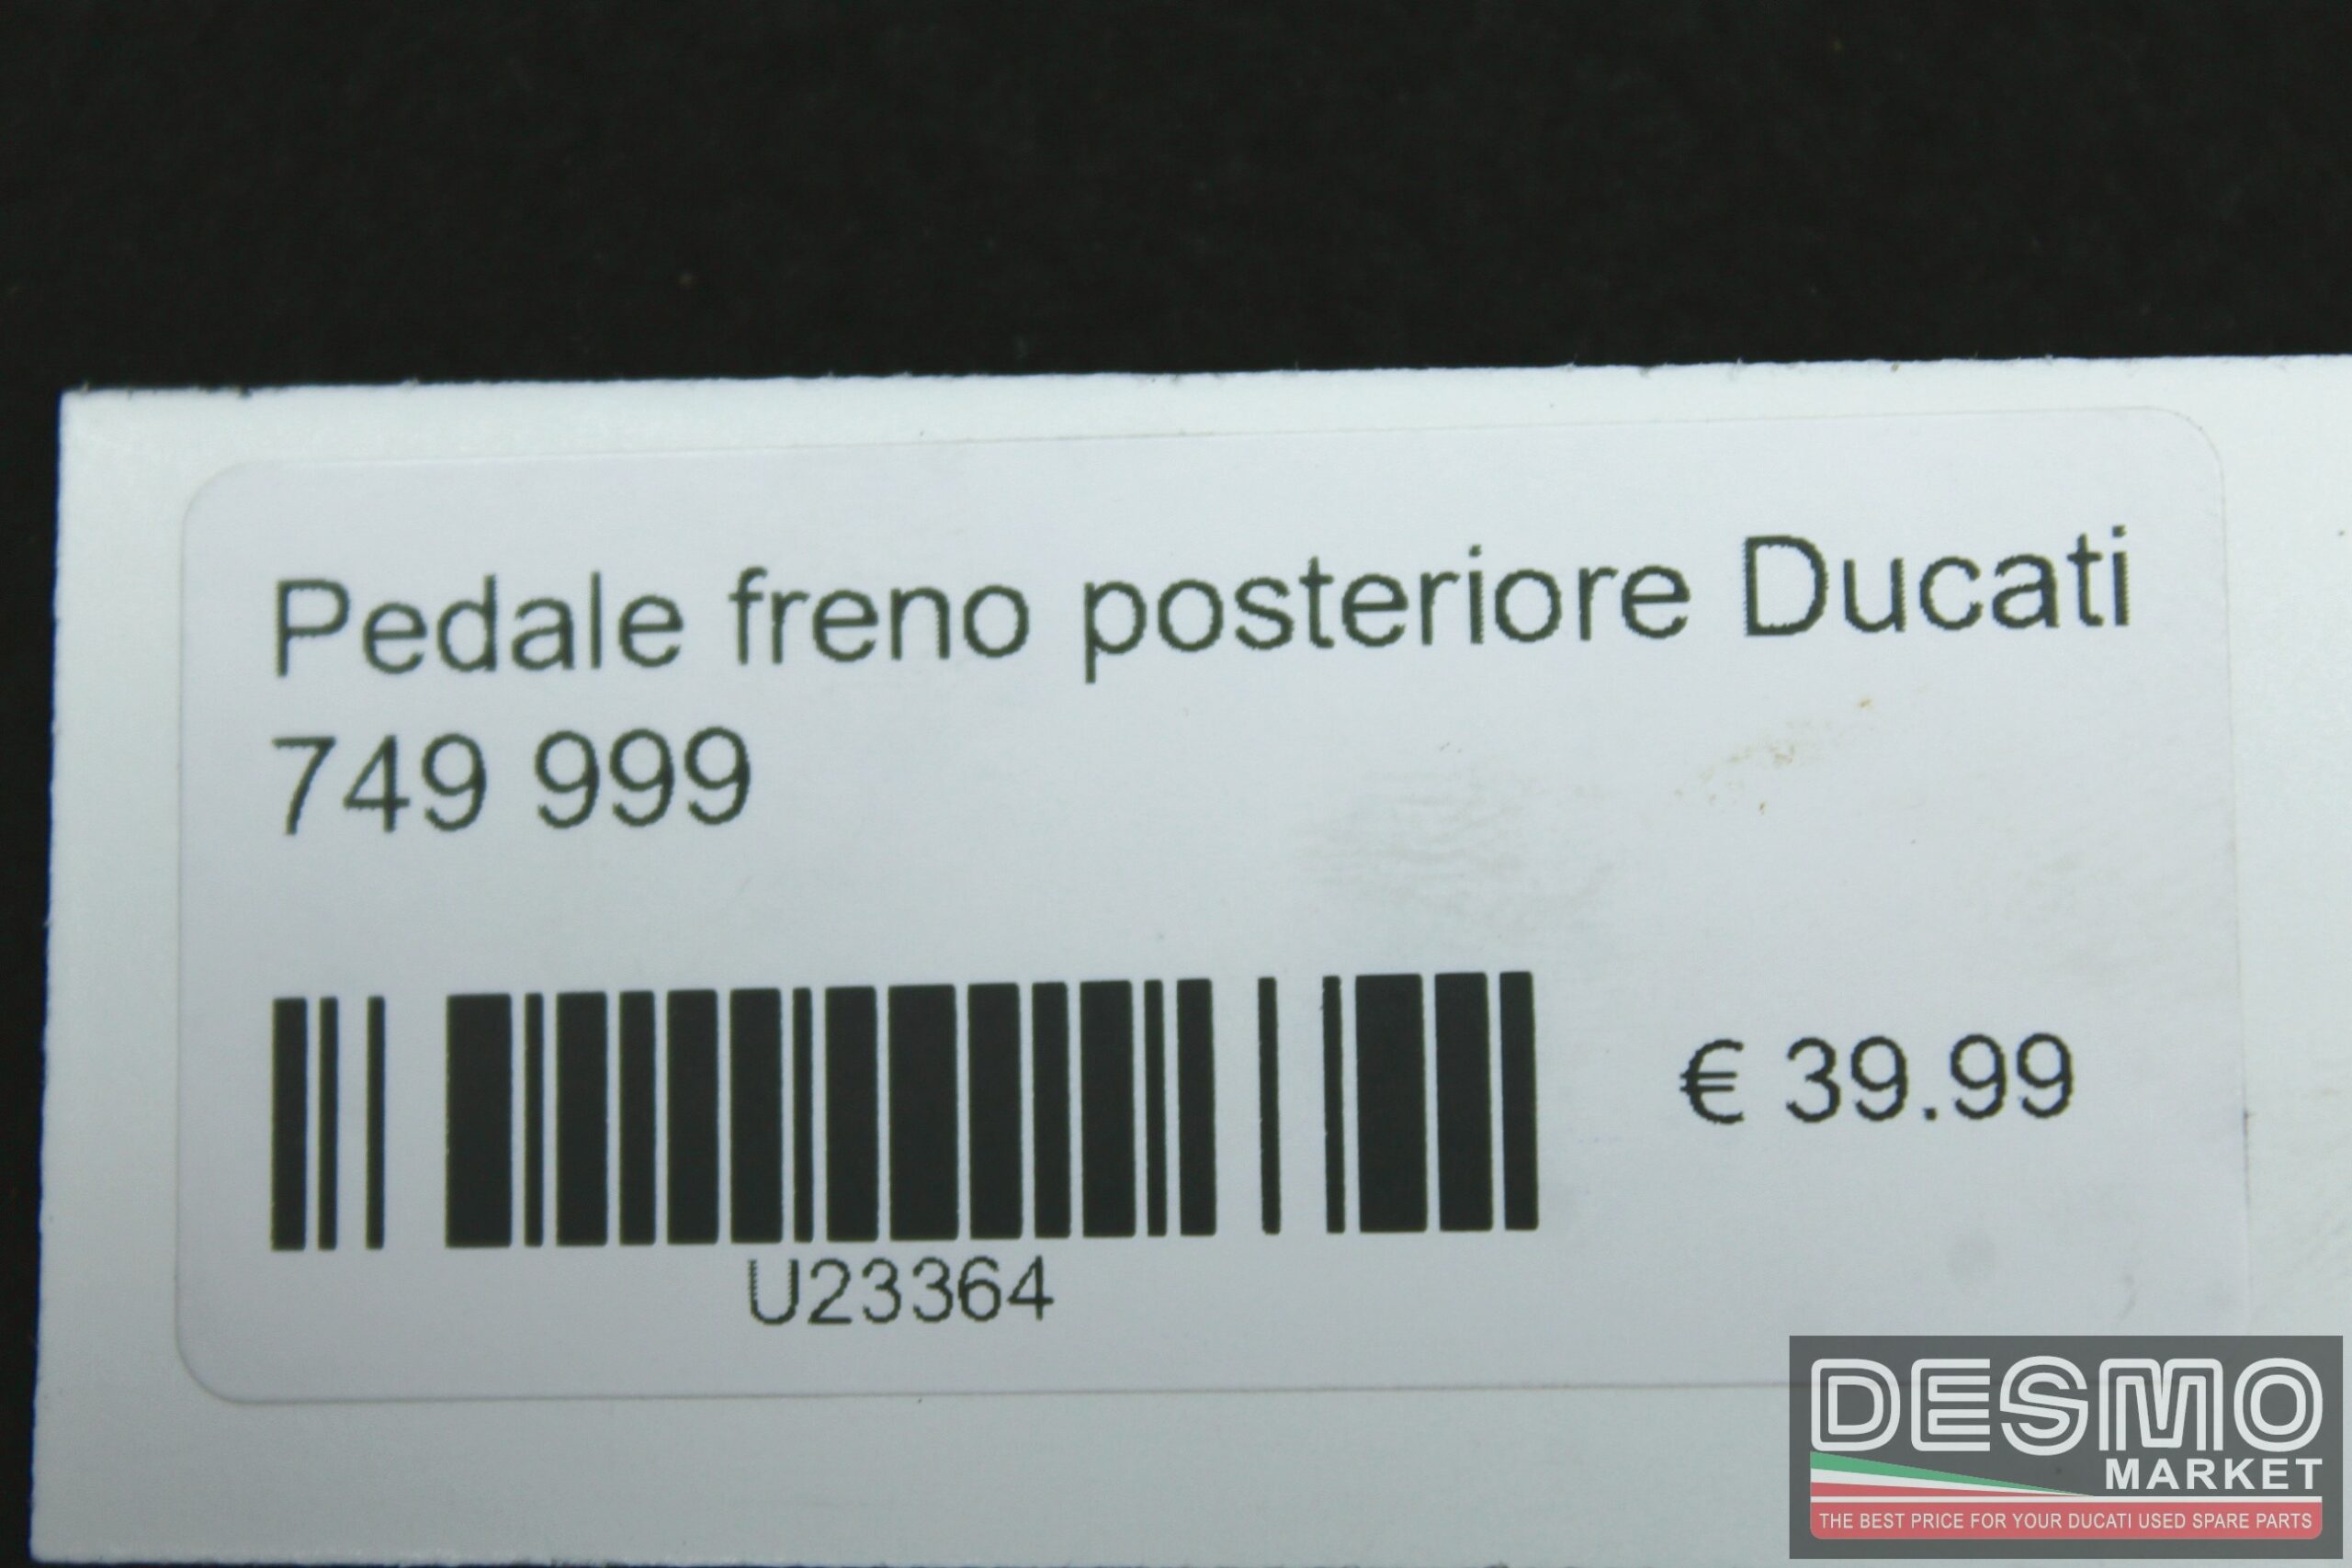 Pedale freno posteriore Ducati
749 999
€ 39.99
U23364
DESMO
MARKET
THE BEST PRICE FOR YOUR DUCATI USED SPARE PARTS